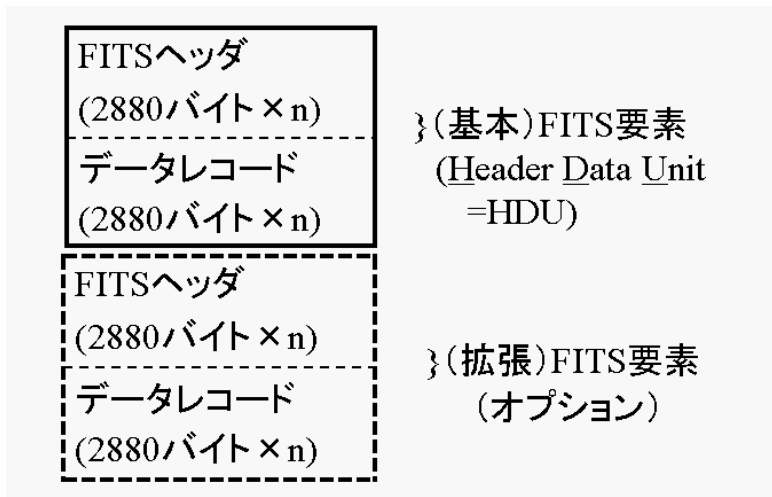 FITSヘッダ
(2880バイト×n)
データレコード
(2880バイト×n)
}(基本)FITS要素
(Header Data Unit
=HDU)
FITSヘッダ
(2880バイト×n)
データレコード
(2880バイト×n)
}(拡張)FITS要素
(オプション)